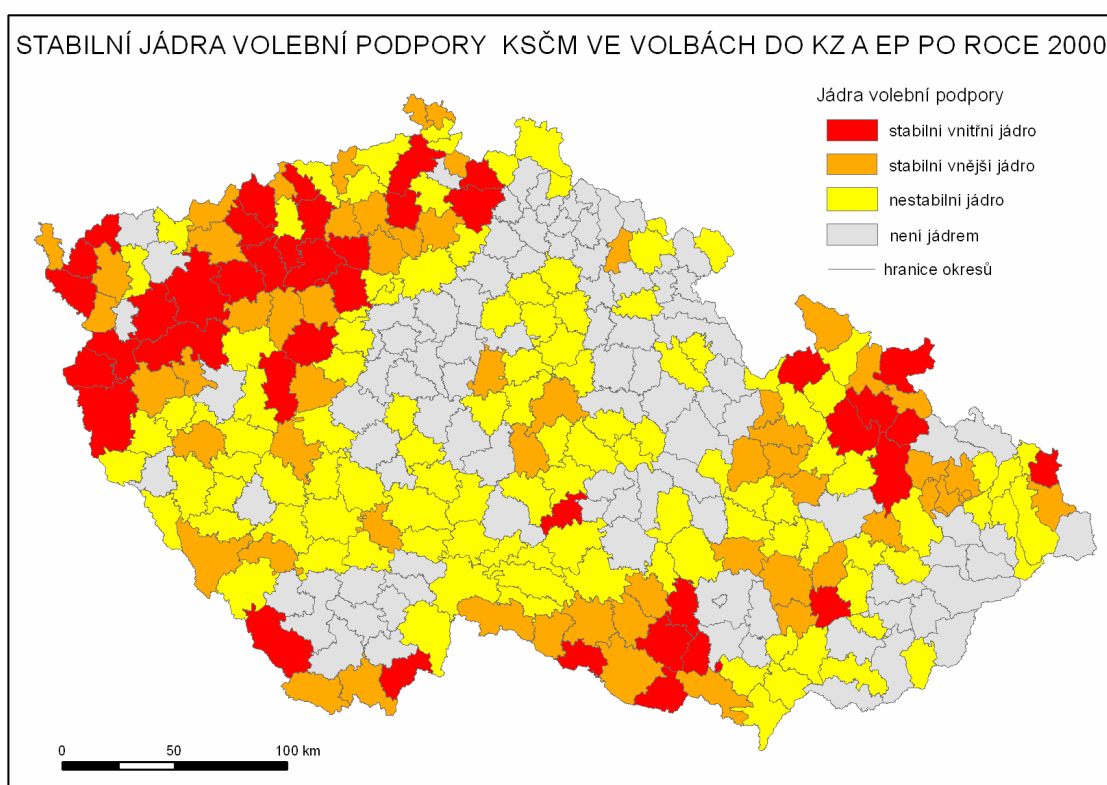 STABILNÍ JÁDRA VOLEBNÍ PODPORY KSČM VE VOLBÁCH DO KZ A EP PO ROCE 2000
Jádra volební podpory
stabilní vnitřní jádro
stabilní vnější jádro
nestabilní jádro
není jádrem
hranice okresů
0 50 100 km